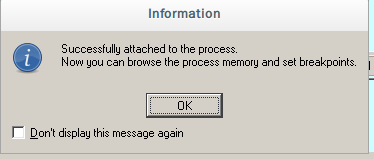 Information
Successfully attached to the process.
Now you can browse the process memory and set breakpoints.
OK
Don't display this message again